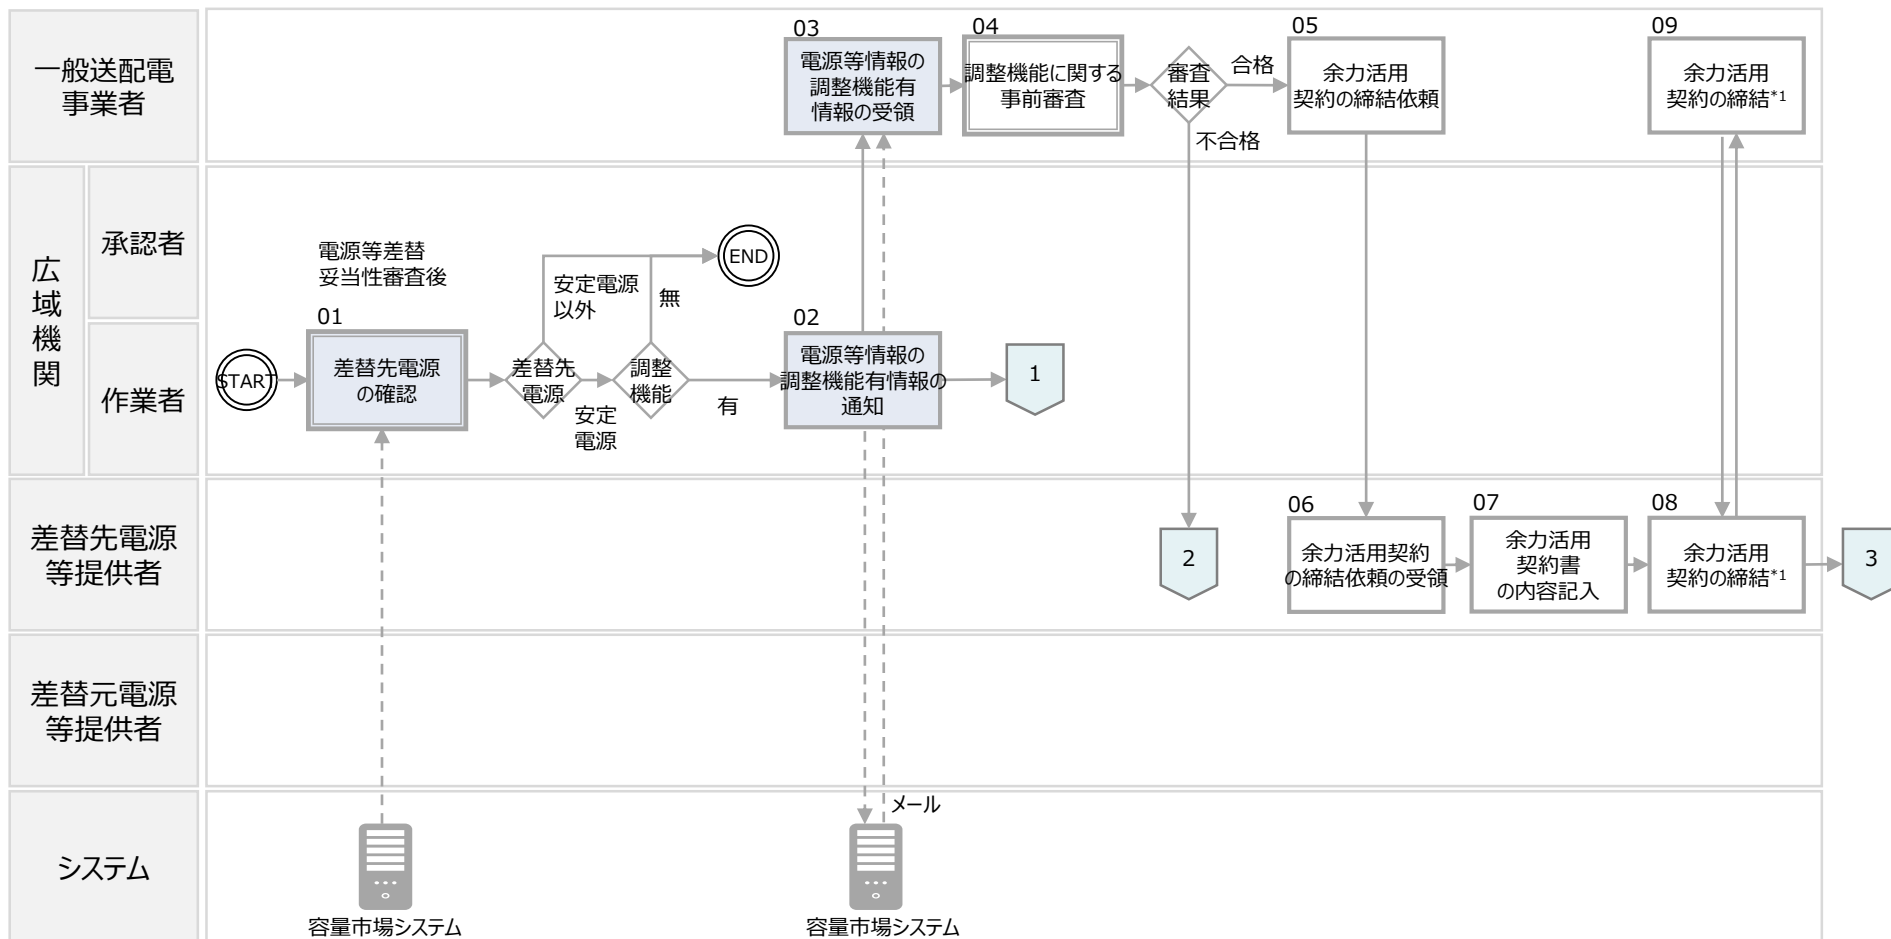 一般送配電
事業者
03
電源等情報の
調整機能有
情報の受領
04
調整機能に関する
事前審査
審査
結果
合格
不合格
05
余力活用
契約の締結依頼
09
余力活用
契約の締結*1
広
域
機
関
承認者
作業者
電源等差替
妥当性審査後
START
01
差替先電源
の確認
差替先
電源
安定電源
以外
安定
電源
調整
機能
無
有
END
02
電源等情報の
調整機能有情報の
通知
1
差替先電源
等提供者
2
06
余力活用契約
の締結依頼の受領
07
余力活用
契約書
の内容記入
08
余力活用
契約の締結*1
3
差替元電源
等提供者
システム
容量市場システム
メール
容量市場システム